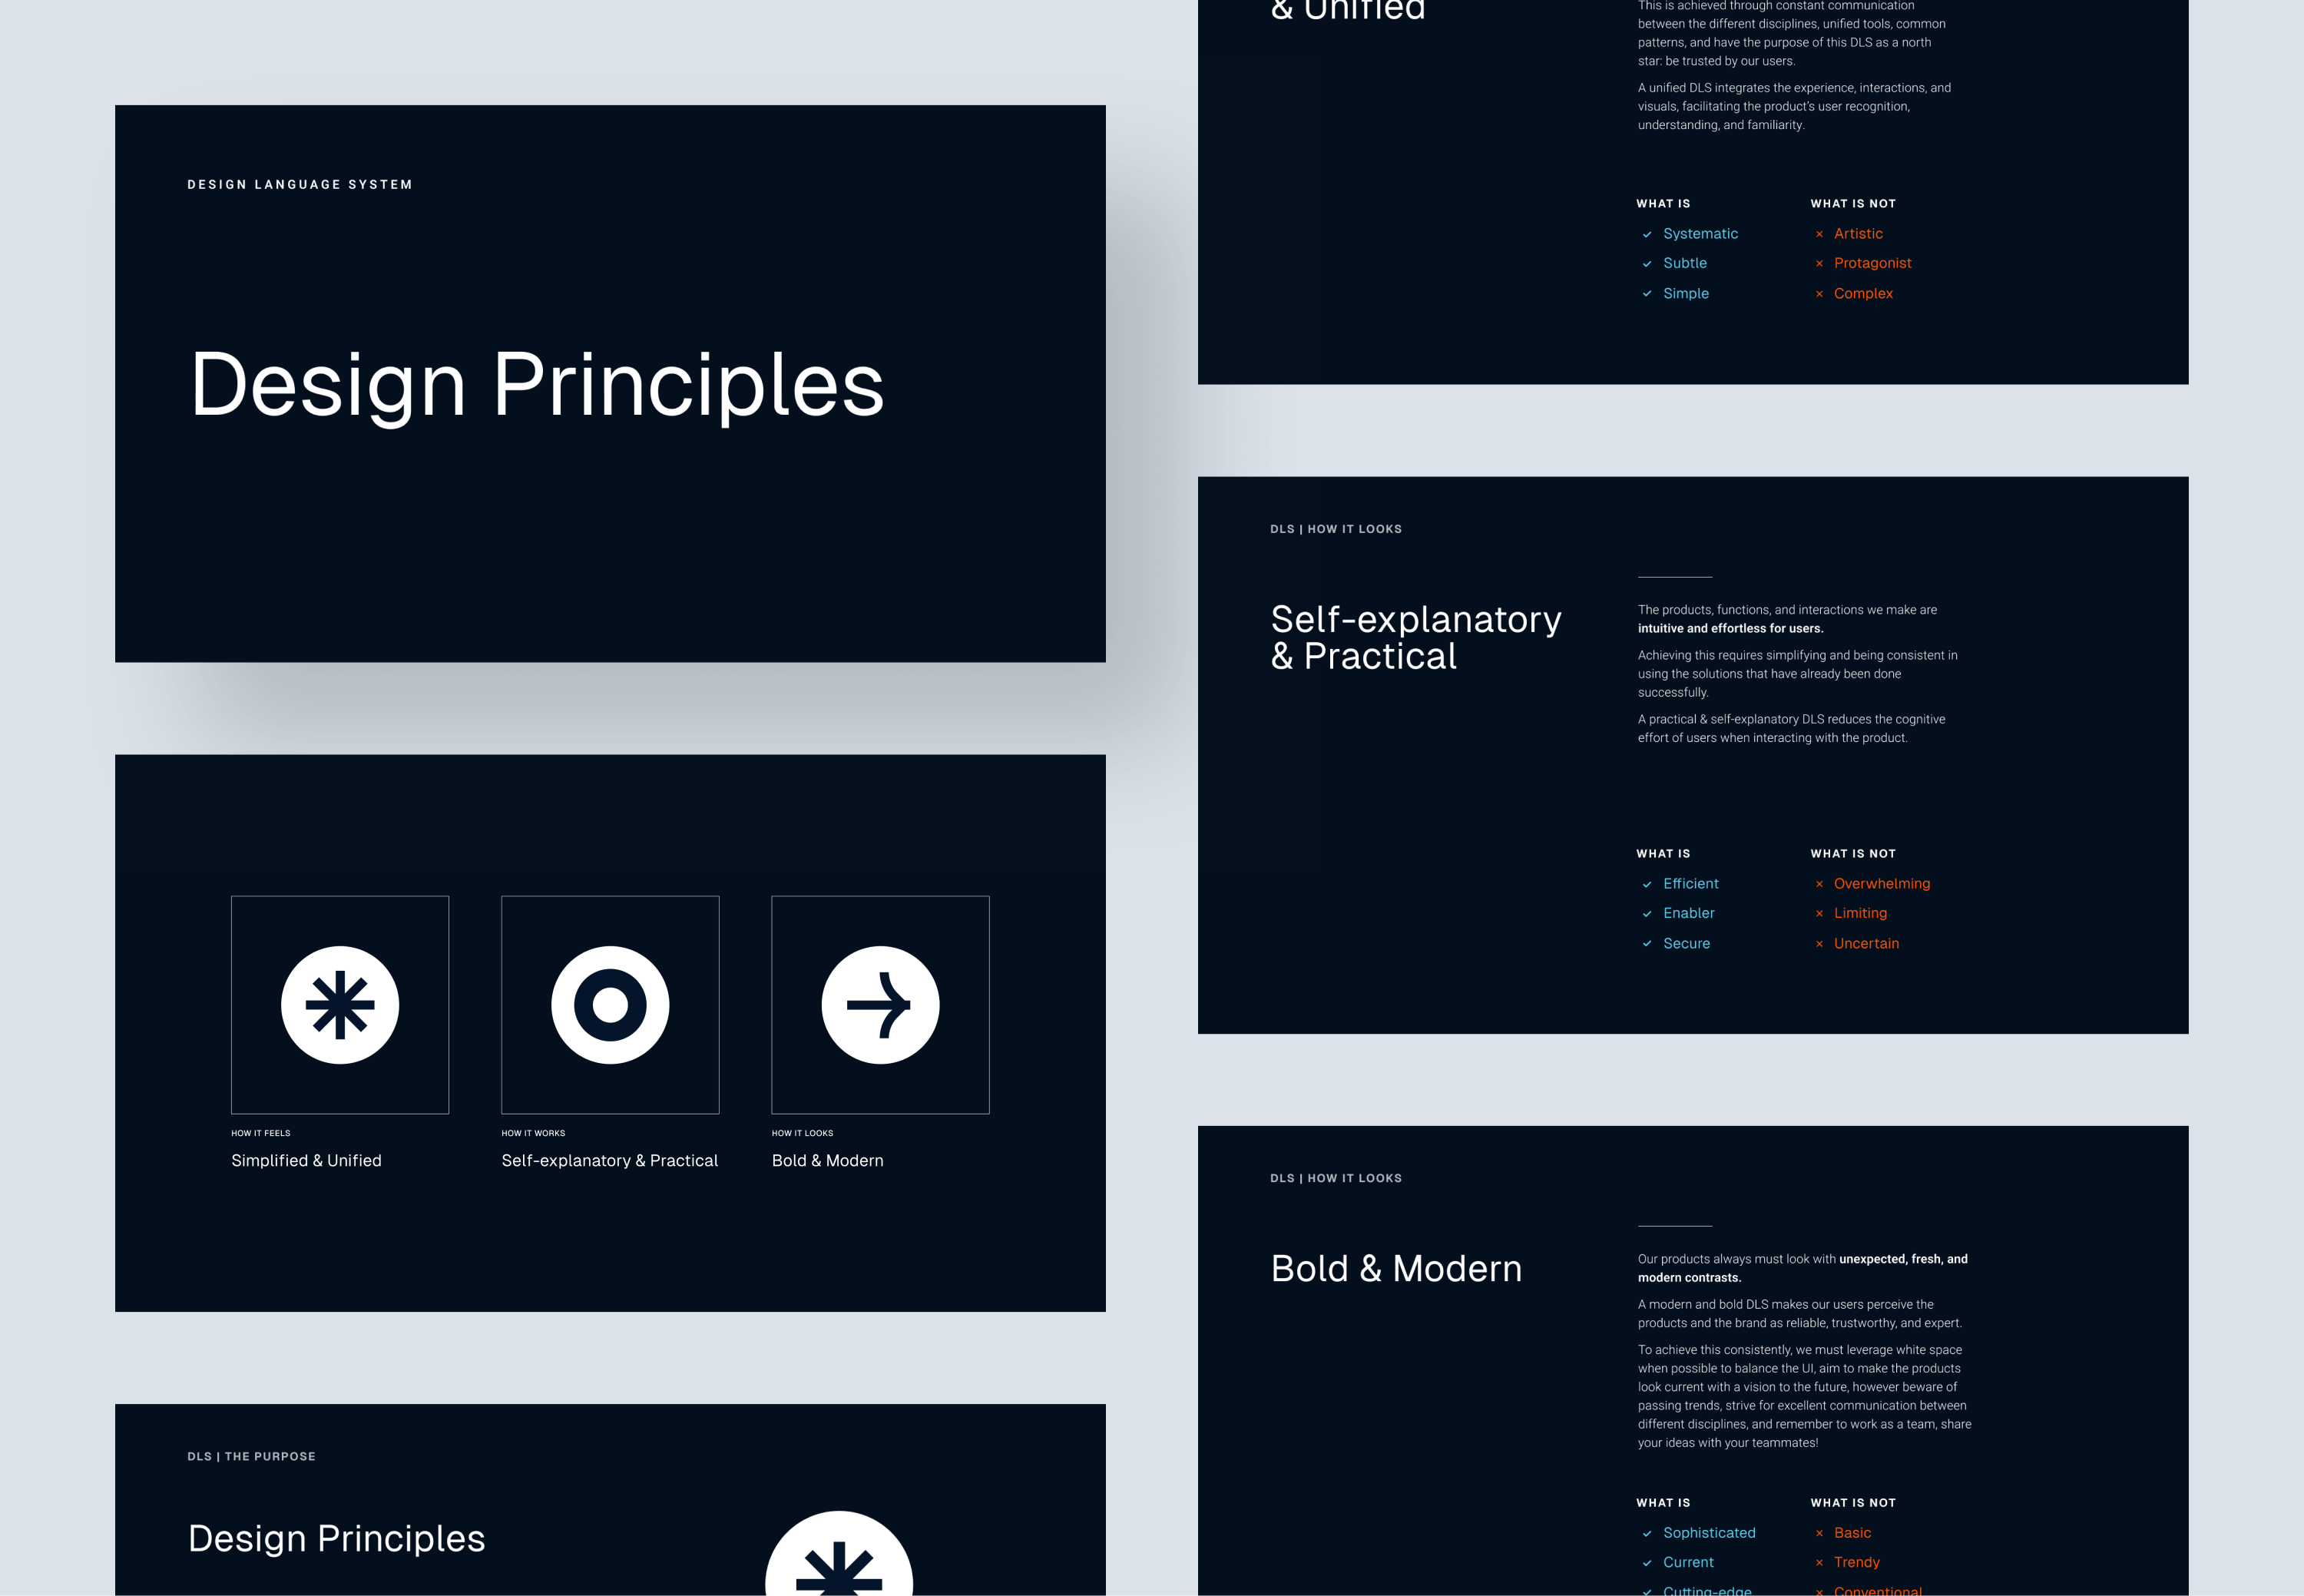 DESIGN LANGUAGE SYSTEM
Design Principles
HOW IT FEELS
Simplified & Unified
HOW IT WORKS
Self-explanatory & Practical
HOW IT LOOKS
Bold & Modern
DLS | THE PURPOSE
Design Principles
& Unified
This is achieved through constant communication
between the different disciplines, unified tools, common
patterns, and have the purpose of this DLS as a north
star: be trusted by our users.
A unified DLS integrates the experience, interactions, and
visuals, facilitating the product's user recognition,
understanding, and familiarity.
WHAT IS
Systematic
Subtle
Simple
WHAT IS NOT
Artistic
Protagonist
Complex
DLS | HOW IT LOOKS
Self-explanatory
& Practical
The products, functions, and interactions we make are
intuitive and effortless for users.
Achieving this requires simplifying and being consistent in
using the solutions that have already been done
successfully.
A practical & self-explanatory DLS reduces the cognitive
effort of users when interacting with the product.
WHAT IS
Efficient
Enabler
Secure
WHAT IS NOT
Overwhelming
Limiting
Uncertain
DLS | HOW IT LOOKS
Bold & Modern
Our products always must look with unexpected, fresh, and
modern contrasts.
A modern and bold DLS makes our users perceive the
products and the brand as reliable, trustworthy, and expert.
To achieve this consistently, we must leverage white space
when possible to balance the UI, aim to make the products
look current with a vision to the future, however beware of
passing trends, strive for excellent communication between
different disciplines, and remember to work as a team, share
your ideas with your teammates!
WHAT IS
Sophisticated
Current
Cutting-edge
WHAT IS NOT
Basic
Trendy
Conventional